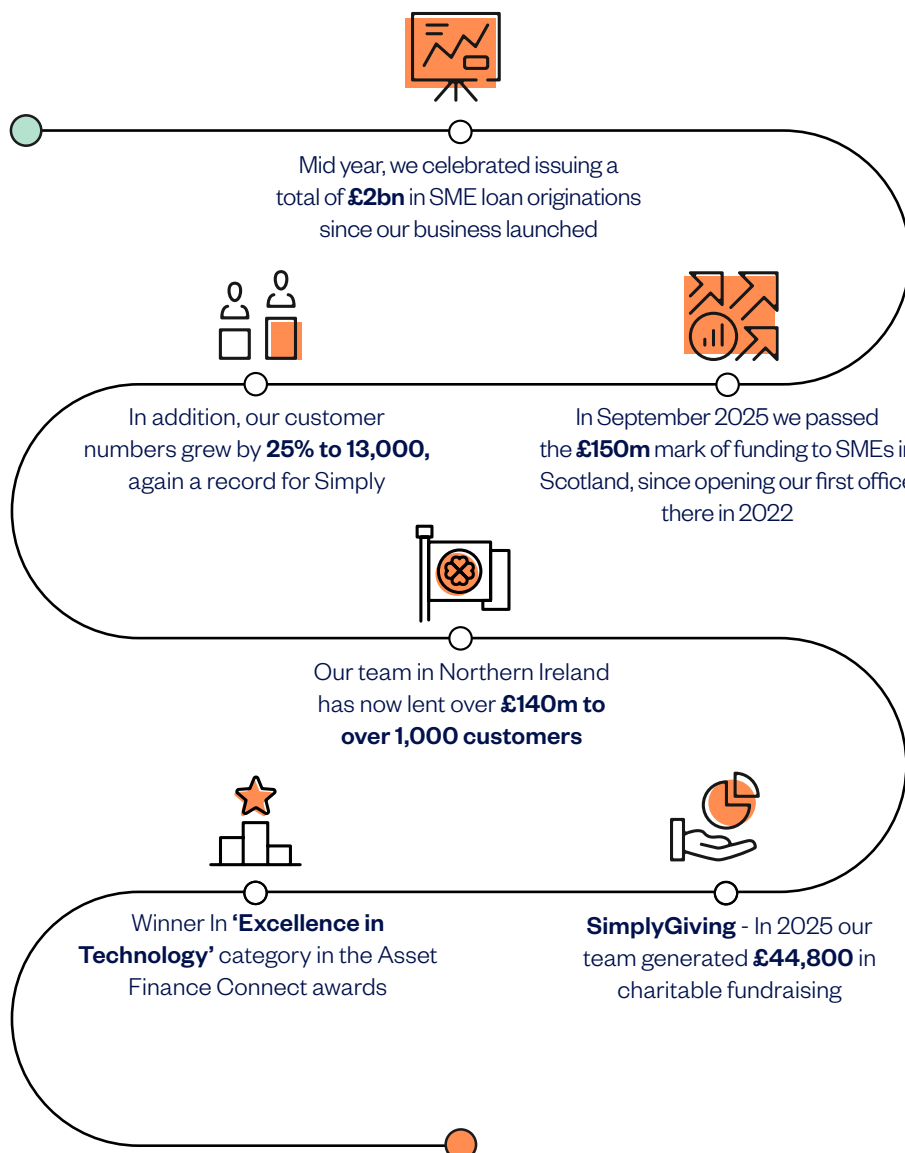 Mid year, we celebrated issuing a
total of £2bn in SME loan originations
since our business launched
In September 2025 we passed
the £150m mark of funding to SMEs in
Scotland, since opening our first office
there in 2022
In addition, our customer
numbers grew by 25% to 13,000,
again a record for Simply
Our team in Northern Ireland
has now lent over £140m to
over 1,000 customers
SimplyGiving - In 2025 our
team generated £44,800 in
charitable fundraising
Winner In ‘Excellence in
Technology’ category in the Asset
Finance Connect awards